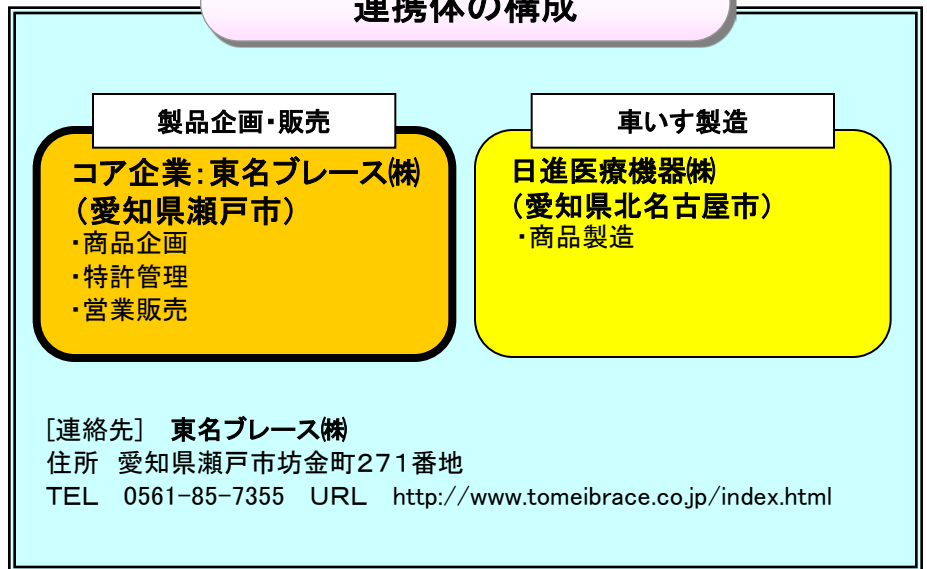 連携体の構成
製品企画・販売
コア企業：東名ブレース㈱
（愛知県瀬戸市）
・商品企画
・特許管理
・営業販売
車いす製造
日進医療機器㈱
（愛知県北名古屋市）
・商品製造
［連絡先］　東名ブレース㈱
住所　愛知県瀬戸市坊金町２７１番地
ＴＥＬ　0561-85-7355　ＵＲＬ　http://www.tomeibrace.co.jp/index.html